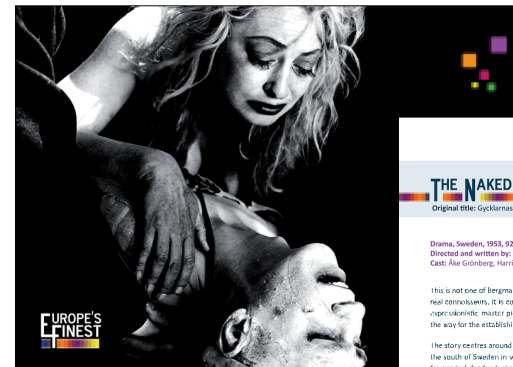 EUROPE'S
FINEST
THE NAKED
Original title: Gycklarnas
Drama, Sweden, 1953, 92
Directed and written by:
Cast: Åke Grönberg, Harri
This is not one of Bergma
real connoisseurs, it is co
expressionistic master pi
the way for the establishi
The story centres around
the south of Sweden in w